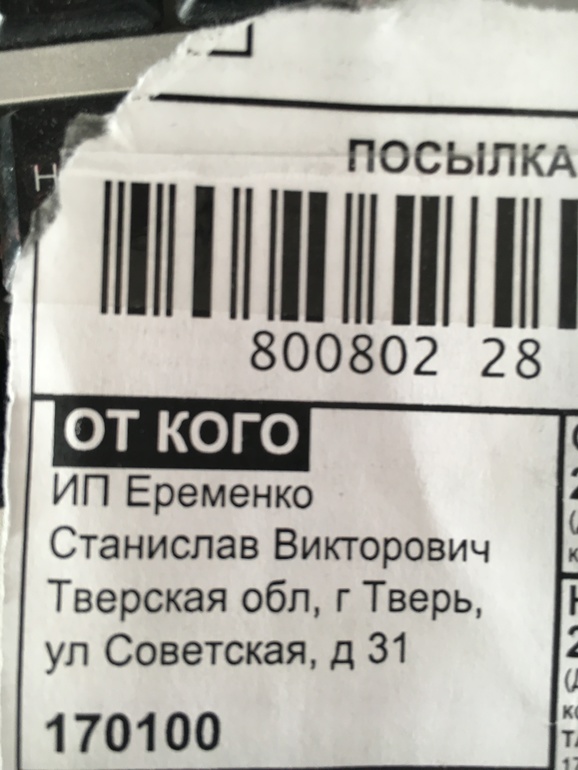 ПОСЫЛКА
800802 28
ОТ КОГО
ИП Еременко
Станислав Викторович
Тверская обл, г Тверь,
ул Советская, д 31
170100